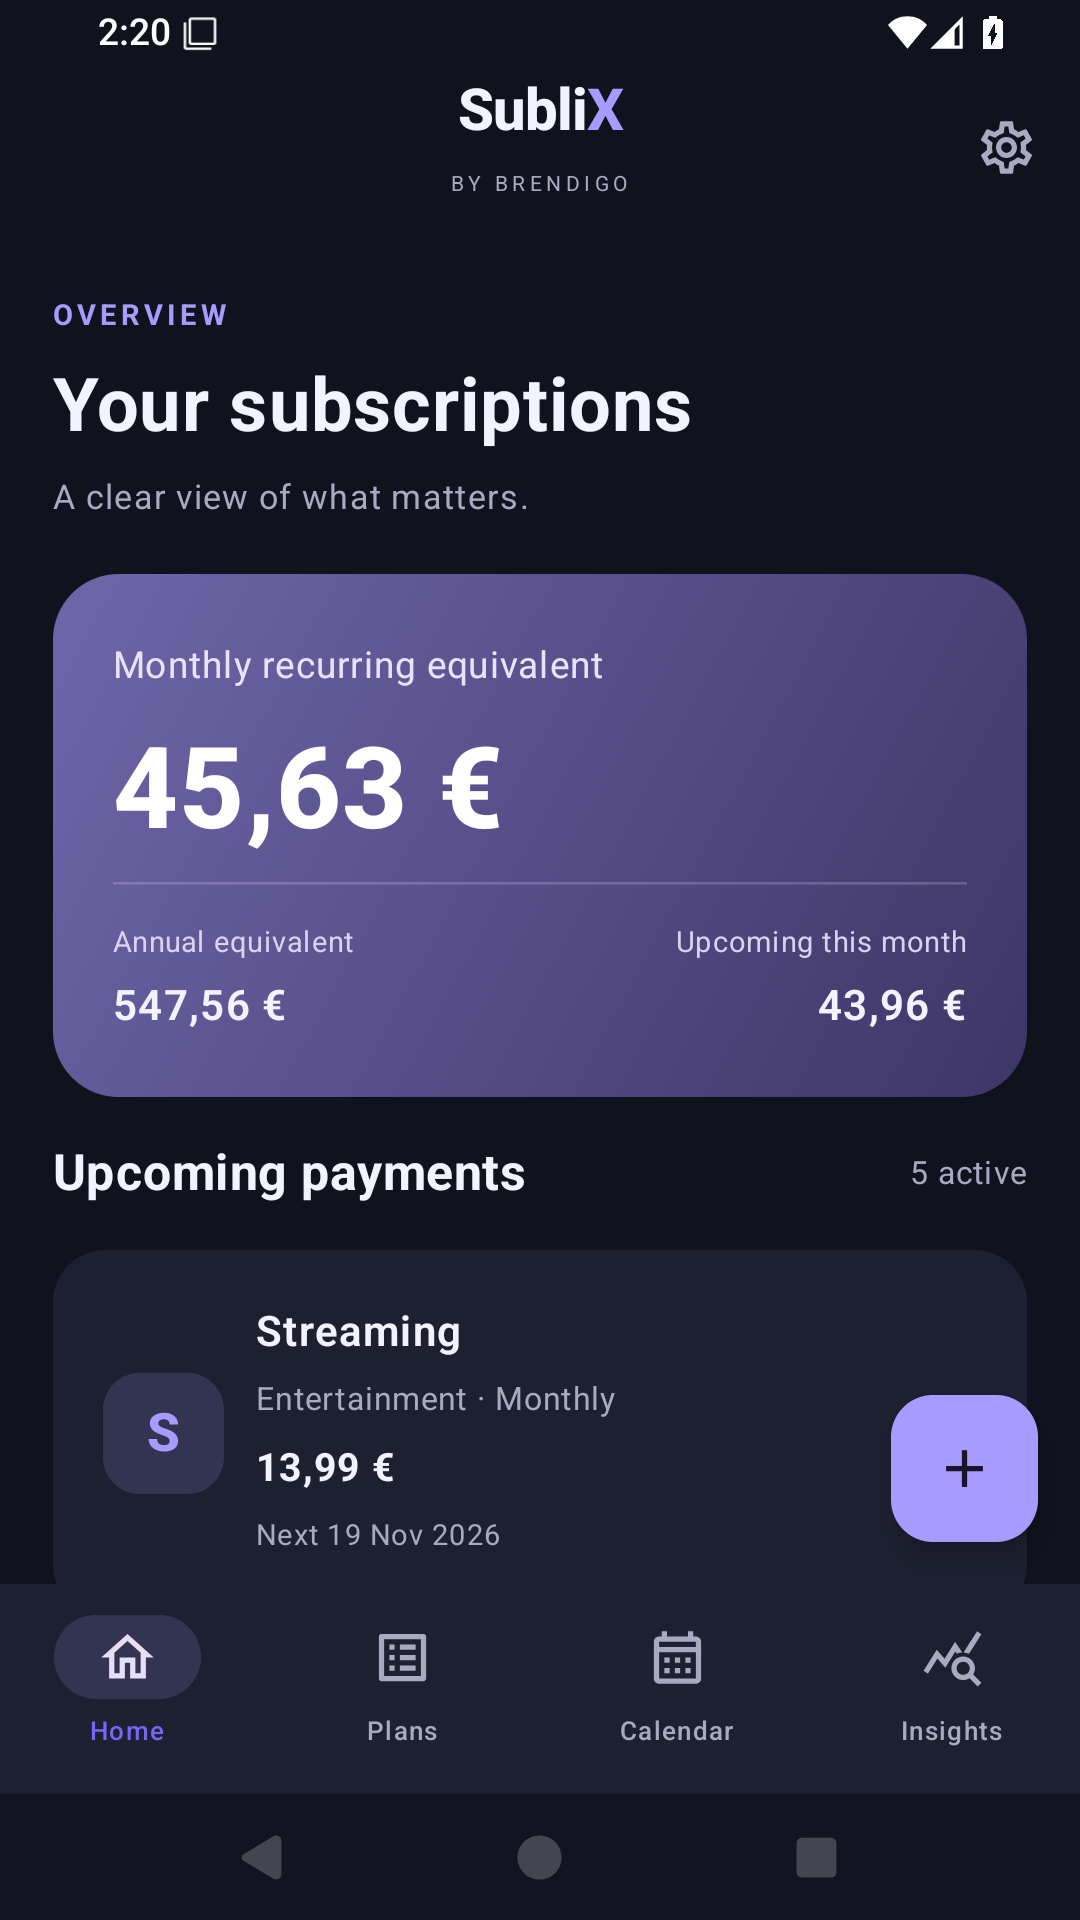 2:20
SubliX
BY BRENDIGO
OVERVIEW
Your subscriptions
A clear view of what matters.
Monthly recurring equivalent
45,63 €
Annual equivalent
Upcoming this month
547,56 €
43,96 €
Upcoming payments
5 active
Streaming
S
Entertainment · Monthly
13,99 €
Next 19 Nov 2026
Home
Plans
Calendar
Insights